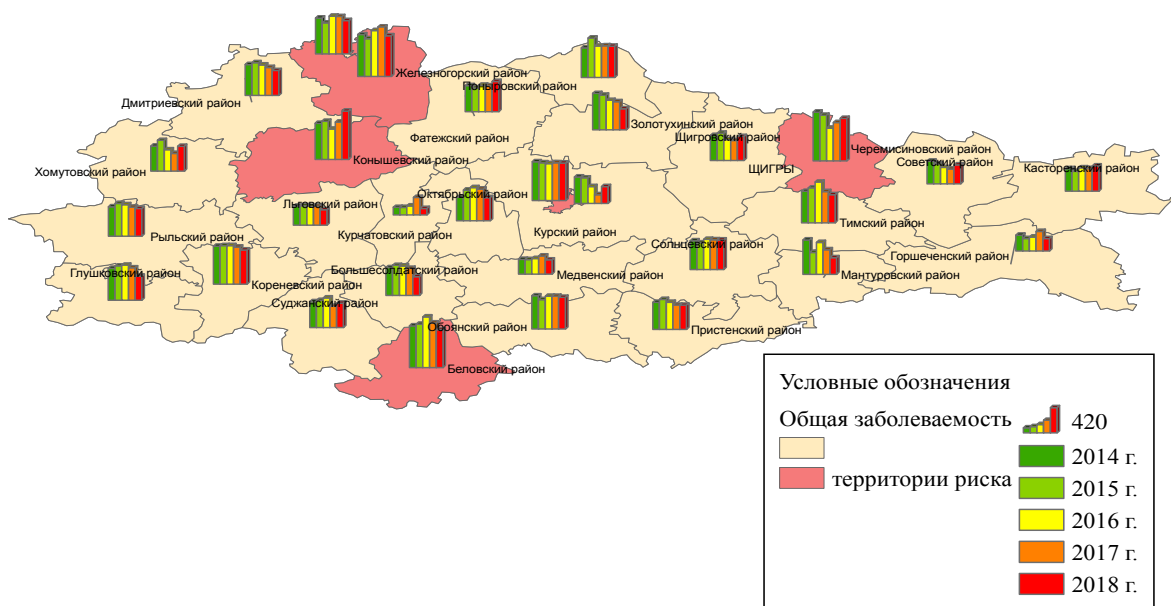 Железногорский район
Поныровский район
Дмитриевский район
Золотухинский район
Фатежский район
Щигровский район
Черемисиновский район
Конышевский район
Советский район
Касторенский район
ЩИГРЫ
Хомутовский район
Октябрьский район
Льговский район
Тимский район
Курский район
Курчатовский район
Рыльский район
Солнцевский район
Горшеченский район
Глушковский район
Большесолдатский район
Медвенский район
Мантуровский район
Кореневский район
Суджанский район
Обоянский район
Пристенский район
Беловский район
Условные обозначения
Общая заболеваемость
420
территории риска
2014 г.
2015 г.
2016 г.
2017 г.
2018 г.